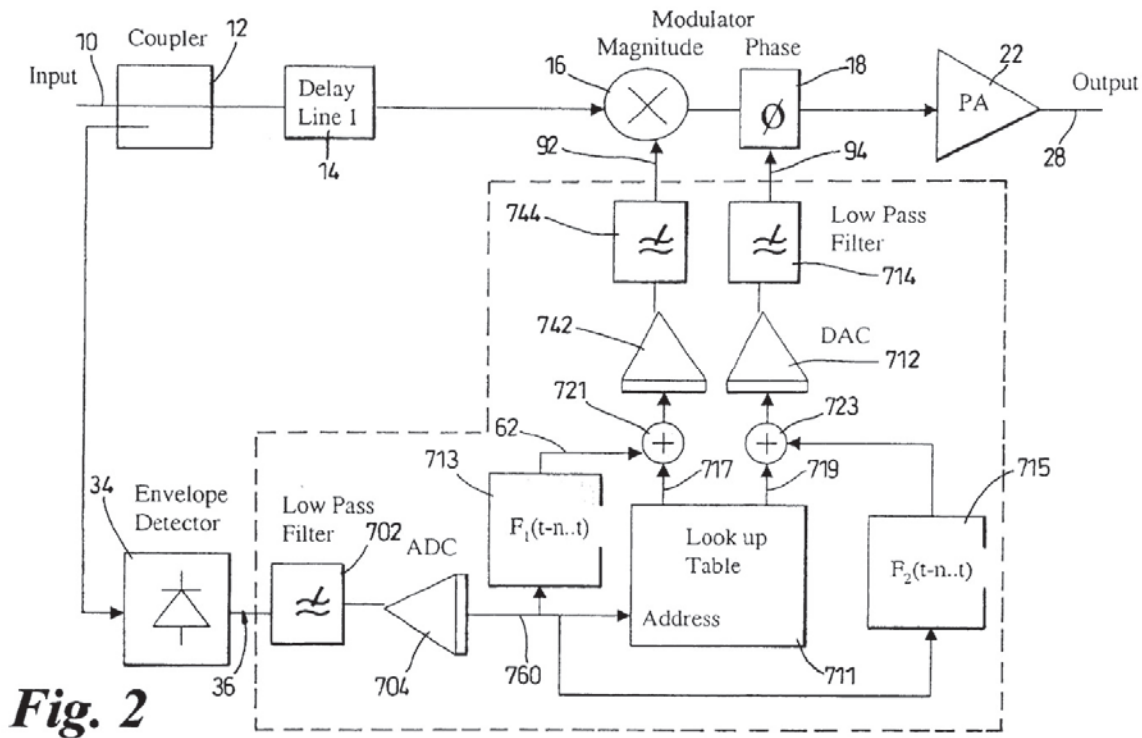 Modulator
Coupler
12
Magnitude
Phase
10
Input
16
18
22
Output
Delay
Line 1
14
ø
PA
28
92
94
744
Low Pass
Filter
714
742
DAC
712
721
723
62
713
717
719
715
34
Envelope
Detector
Low Pass
Filter
702
ADC
F₁(t-n..t)
Look up
Table
F₂(t-n..t)
Address
36
704
760
711
Fig. 2